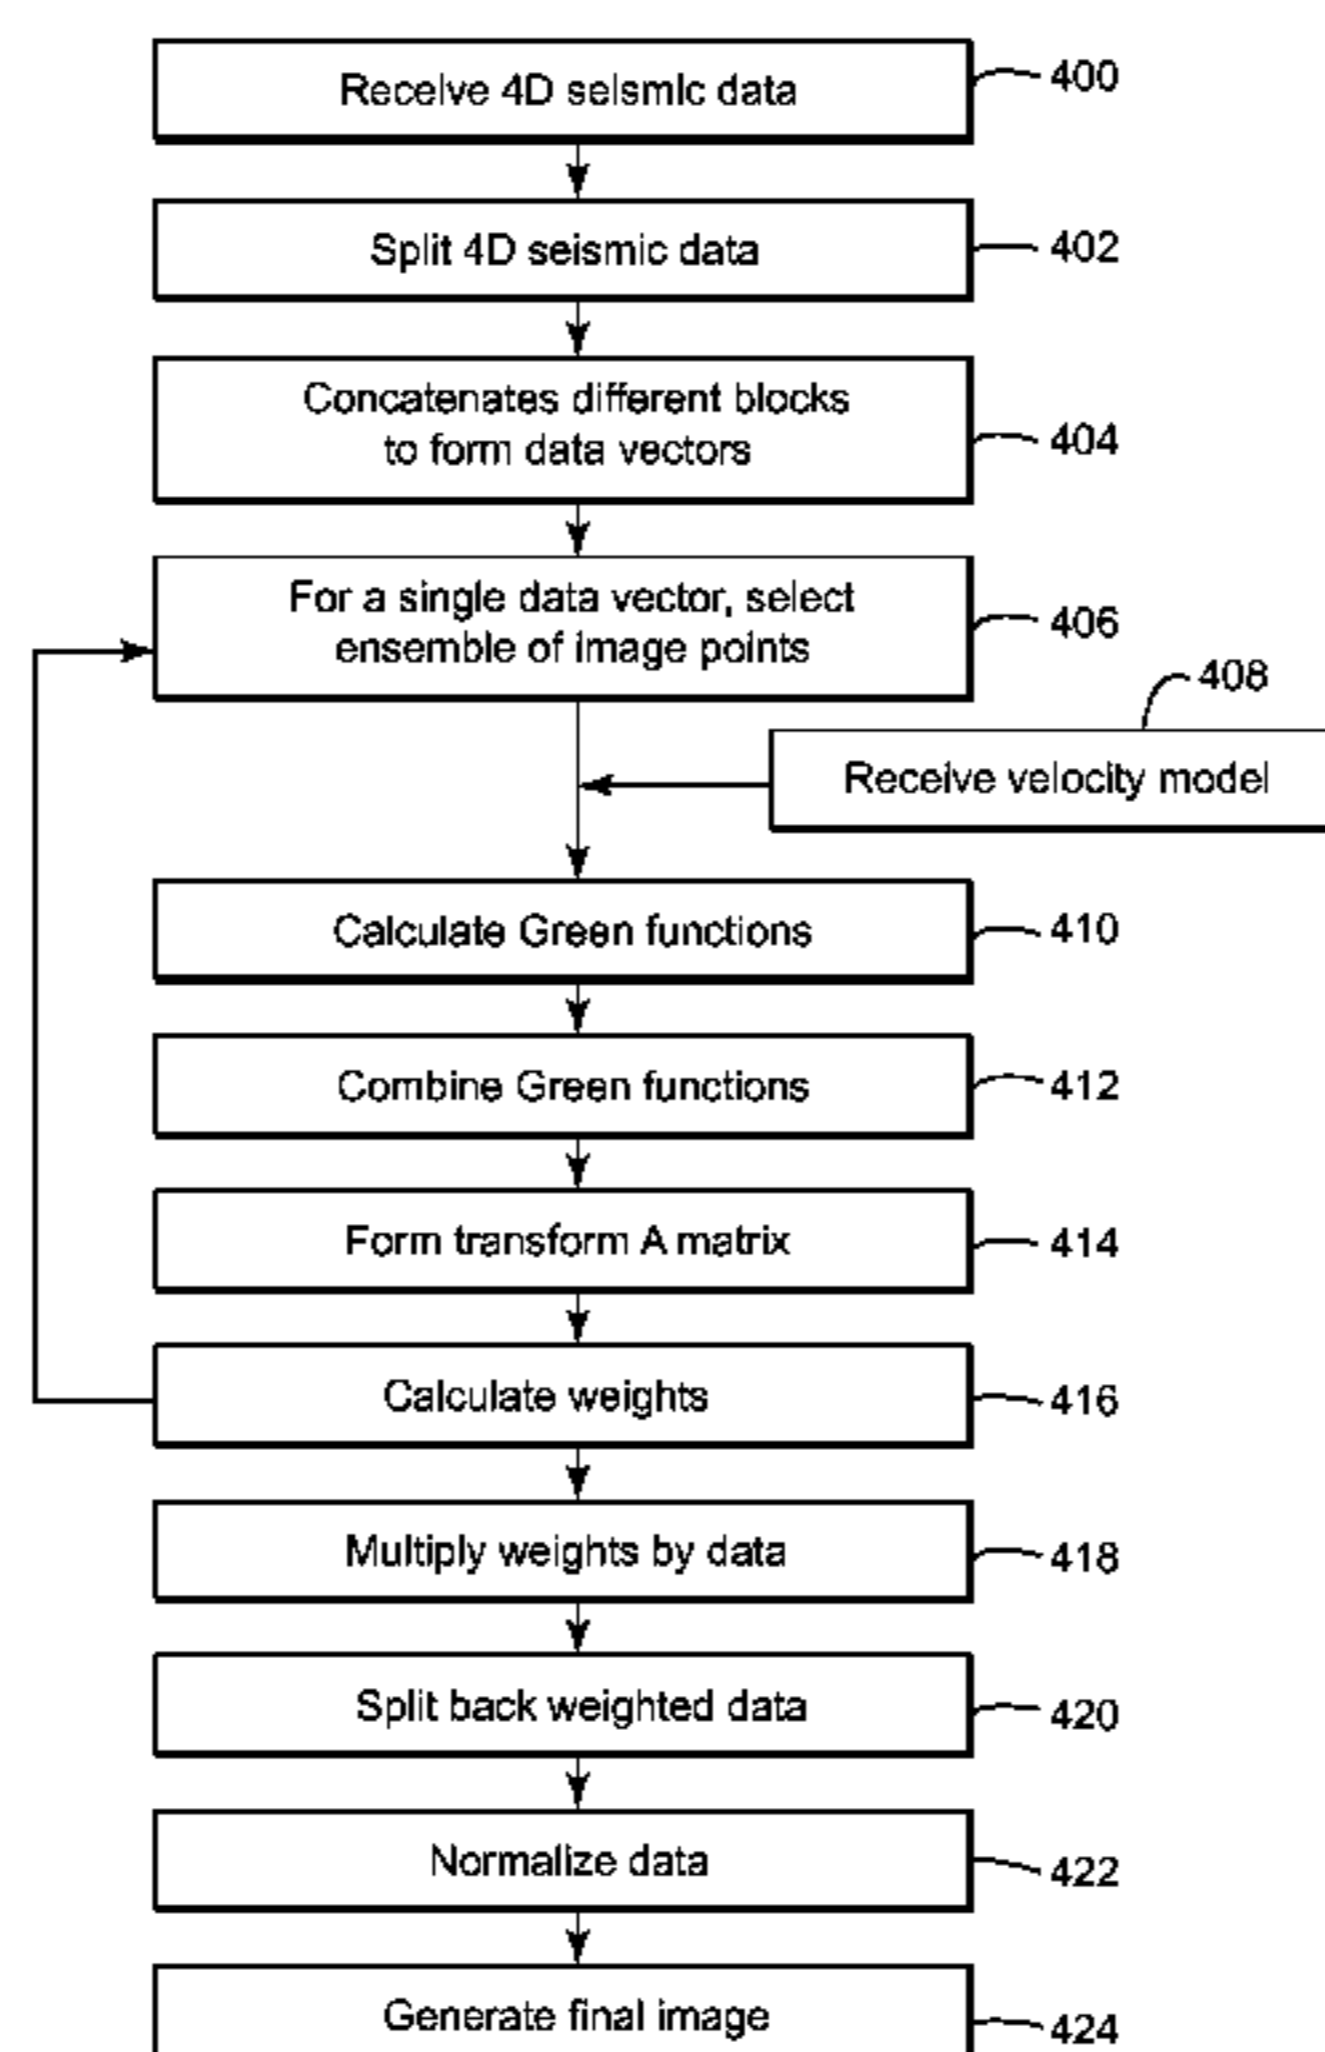 Receive 4D seismic data
400
Split 4D seismic data
402
Concatenates different blocks
to form data vectors
404
For a single data vector, select
ensemble of image points
406
408
Receive velocity model
Calculate Green functions
410
Combine Green functions
412
Form transform A matrix
414
Calculate weights
416
Multiply weights by data
418
Split back weighted data
420
Normalize data
422
Generate final image
424